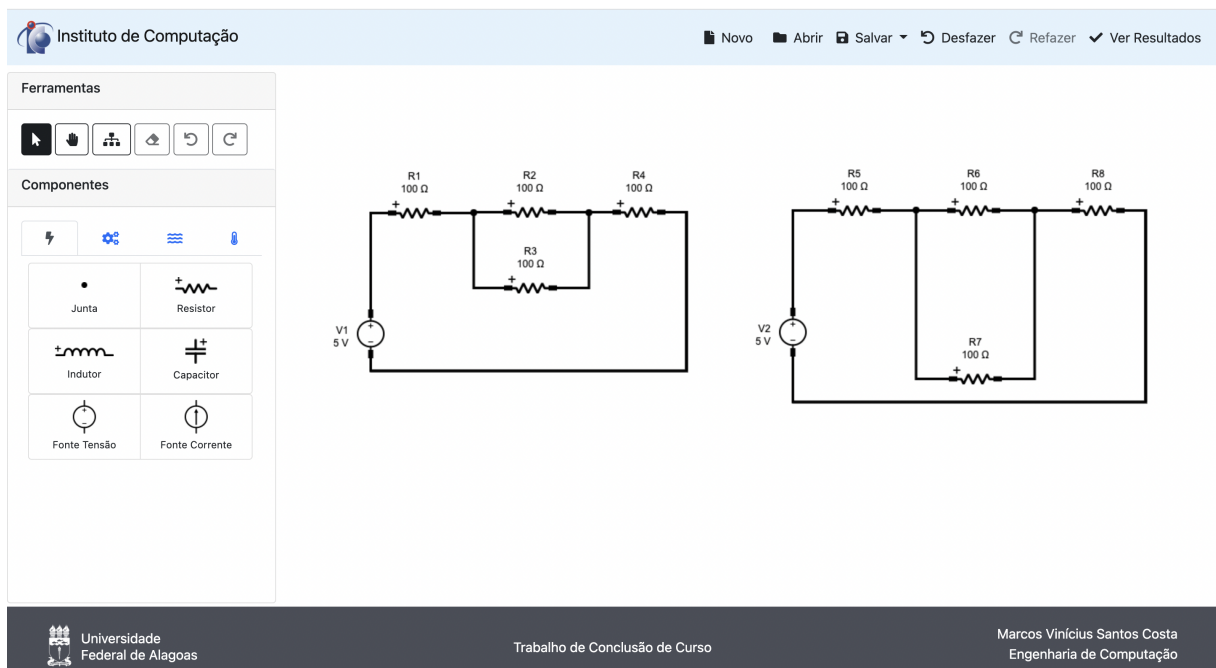 Instituto de Computação
Novo Abrir Salvar Desfazer Refazer Ver Resultados
Ferramentas
Componentes
Junta
Resistor
Indutor
Capacitor
Fonte Tensão
Fonte Corrente
R1
100 Ω
R2
100 Ω
R4
100 Ω
R3
100 Ω
V1
5 V
R5
100 Ω
R6
100 Ω
R8
100 Ω
V2
5 V
R7
100 Ω
Universidade
Federal de Alagoas
Trabalho de Conclusão de Curso
Marcos Vinícius Santos Costa
Engenharia de Computação